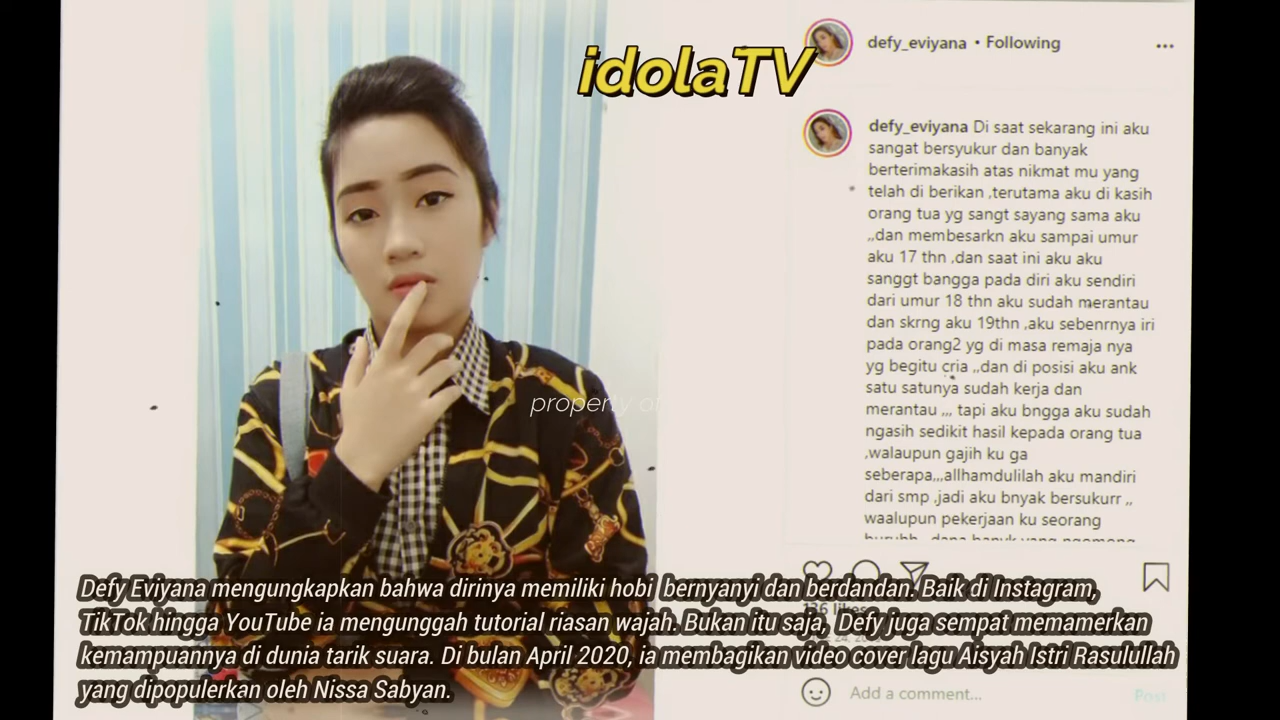 idolaTV
defy_eviyana • Following
defy_eviyana Di saat sekarang ini aku
sangat bersyukur dan banyak
berterimakasih atas nikmat mu yang
telah di berikan ,terutama aku di kasih
orang tua yg sangt sayang sama aku
,,dan membesarkn aku sampai umur
aku 17 thn ,dan saat ini aku aku
sanggt bangga pada diri aku sendiri
dari umur 18 thn aku sudah merantau
dan skrng aku 19thn ,aku sebenrnya iri
pada orang2 yg di masa remaja nya
yg begitu cria ,,dan di posisi aku ank
satu satunya sudah kerja dan
merantau ,,, tapi aku bngga aku sudah
ngasih sedikit hasil kepada orang tua
,walaupun gajih ku ga
seberapa,,,allhamdulilah aku mandiri
dari smp ,jadi aku bnyak bersukurr ,,
waalupun pekerjaan ku seorang
property of
136 likes
Defy Eviyana mengungkapkan bahwa dirinya memiliki hobi bernyanyi dan berdandan. Baik di Instagram,
TikTok hingga YouTube ia mengunggah tutorial riasan wajah. Bukan itu saja, Defy juga sempat memamerkan
kemampuannya di dunia tarik suara. Di bulan April 2020, ia membagikan video cover lagu Aisyah Istri Rasulullah
yang dipopulerkan oleh Nissa Sabyan.
Add a comment... Post